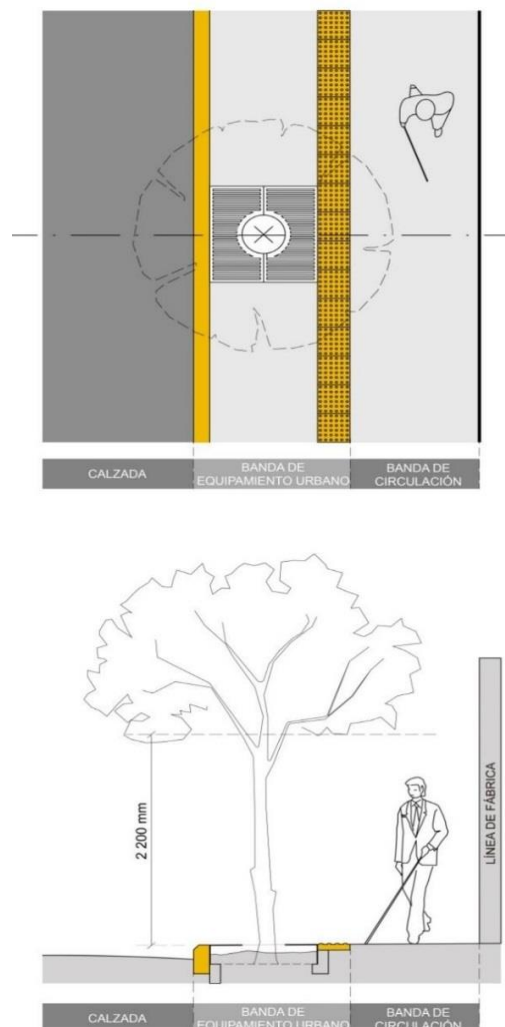 CALZADA
BANDA DE
EQUIPAMIENTO URBANO
BANDA DE
CIRCULACIÓN
2 200 mm
LÍNEA DE FÁBRICA
CALZADA
BANDA DE
EQUIPAMIENTO URBANO
BANDA DE
CIRCULACIÓN